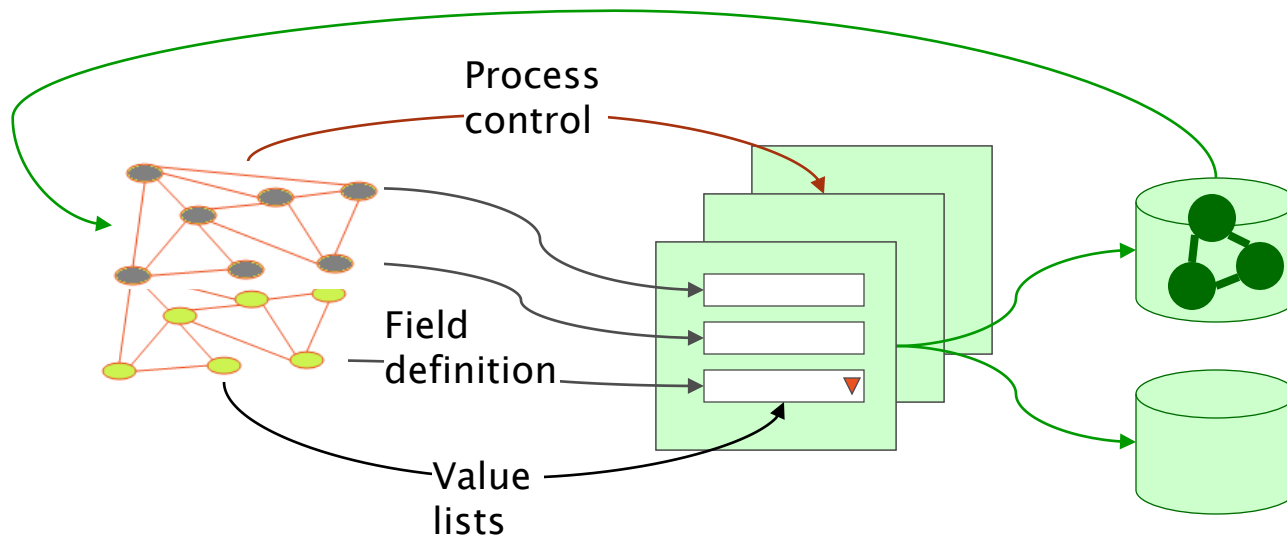 Process
control
Field
definition
Value
lists